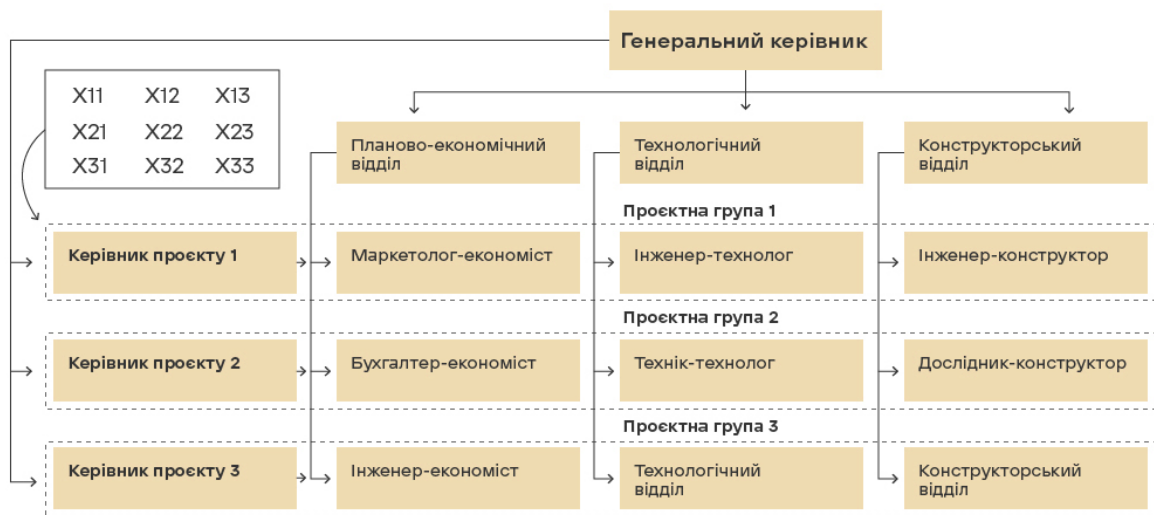 Генеральний керівник
X11 X12 X13
X21 X22 X23
X31 X32 X33
Планово-економічний
відділ
Технологічний
відділ
Конструкторський
відділ
Проєктна група 1
Керівник проєкту 1
Маркетолог-економіст
Інженер-технолог
Інженер-конструктор
Проєктна група 2
Керівник проєкту 2
Бухгалтер-економіст
Технік-технолог
Дослідник-конструктор
Проєктна група 3
Керівник проєкту 3
Інженер-економіст
Технологічний
відділ
Конструкторський
відділ